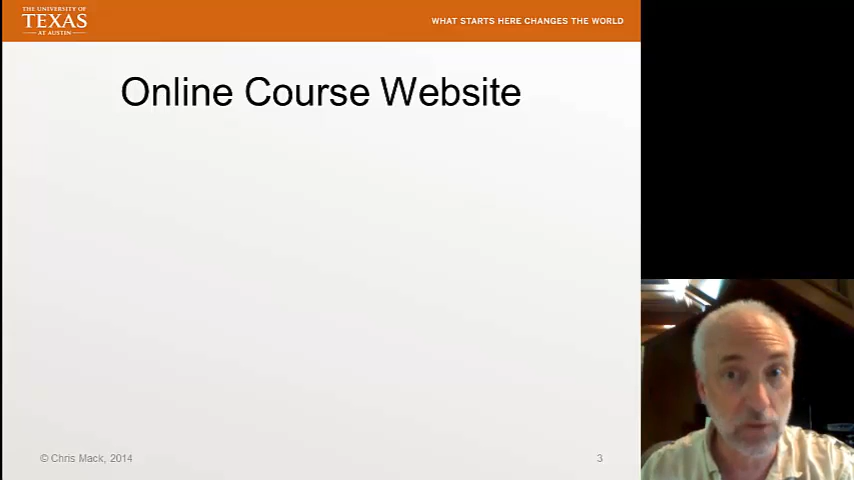 THE UNIVERSITY OF
TEXAS
AT AUSTIN
WHAT STARTS HERE CHANGES THE WORLD
Online Course Website
© Chris Mack, 2014
3